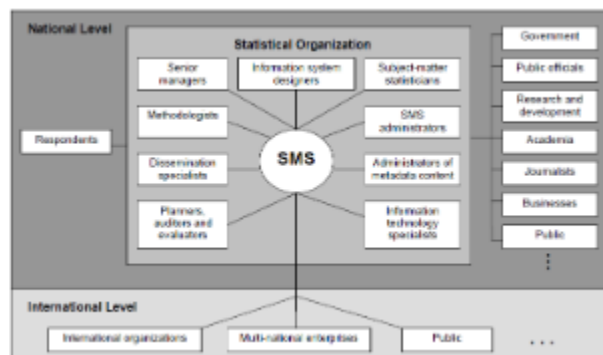 National Level
Statistical Organization
Senior
managers
Information system
designers
Subject-matter
statisticians
Methodologists
SMS
administrators
Respondents
SMS
Dissemination
specialists
Administrators of
metadata content
Planners,
auditors and
evaluators
Information
technology
specialists
Government
Public officials
Research and
development
Academia
Journalists
Businesses
Public
International Level
International organizations
Multi-national enterprises
Public
...